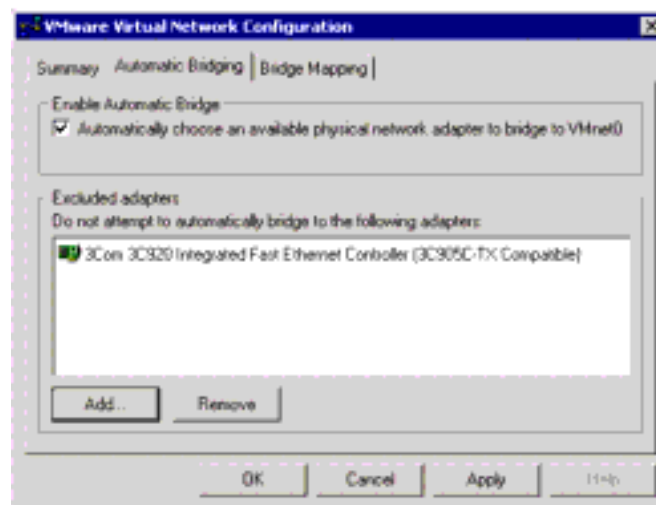 VMware Virtual Network Configuration
Summary Automatic Bridging Bridge Mapping
Enable Automatic Bridge
Automatically choose an available physical network adapter to bridge to VMnet0
Excluded adapters
Do not attempt to automatically bridge to the following adapters:
3Com 3C920 Integrated Fast Ethernet Controller (3C905C-TX Compatible)
Add... Remove
OK Cancel Apply Help